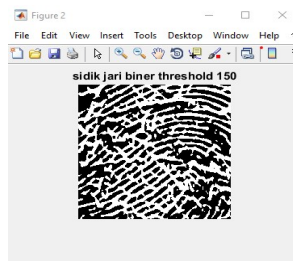 Figure 2
File Edit View Insert Tools Desktop Window Help
sidik jari biner threshold 150